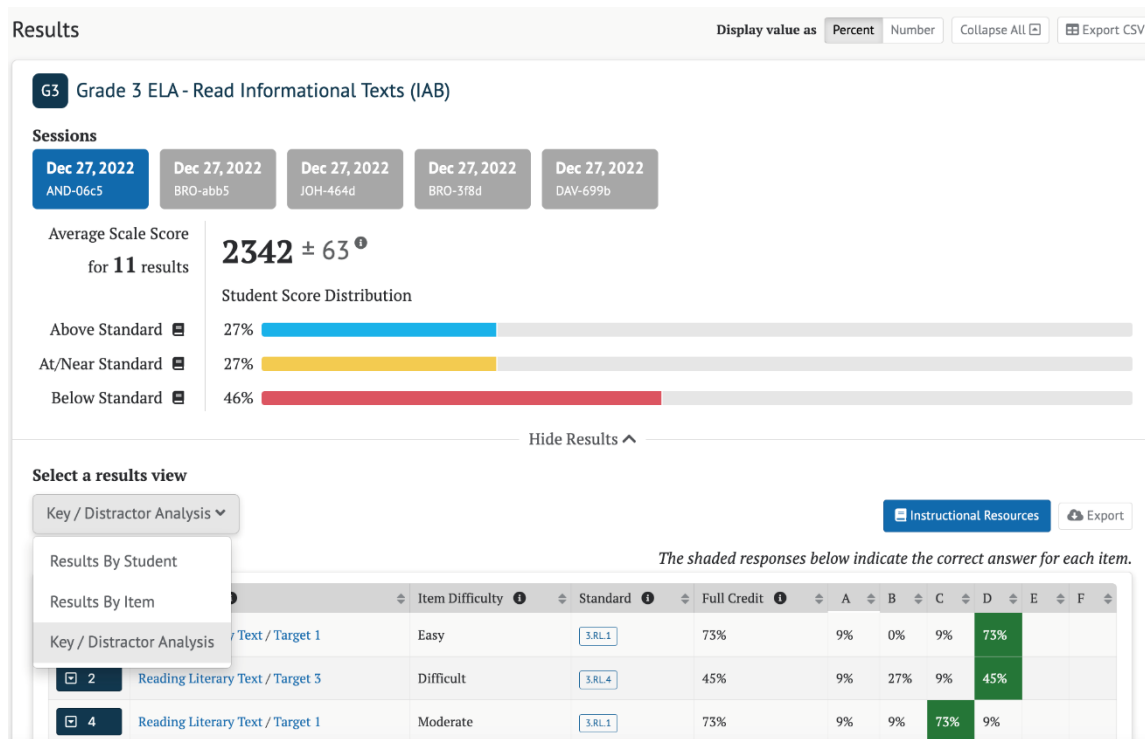 Results
Display value as Percent Number Collapse All Export CSV
G3 Grade 3 ELA - Read Informational Texts (IAB)
Sessions
Dec 27, 2022 Dec 27, 2022 Dec 27, 2022 Dec 27, 2022 Dec 27, 2022
AND-06c5 BRO-abb5 JOH-464d BRO-3f8d DAV-699b
Average Scale Score
for 11 results
2342 ± 63
Student Score Distribution
Above Standard 27%
At/Near Standard 27%
Below Standard 46%
Hide Results
Select a results view
Key / Distractor Analysis
Instructional Resources Export
Results By Student
Results By Item
Key / Distractor Analysis
The shaded responses below indicate the correct answer for each item.
Item Difficulty Standard Full Credit A B C D E F
Text / Target 1 Easy 3.RL.1 73% 9% 0% 9% 73%
2 Reading Literary Text / Target 3 Difficult 3.RL.4 45% 9% 27% 9% 45%
4 Reading Literary Text / Target 1 Moderate 3.RL.1 73% 9% 9% 73% 9%